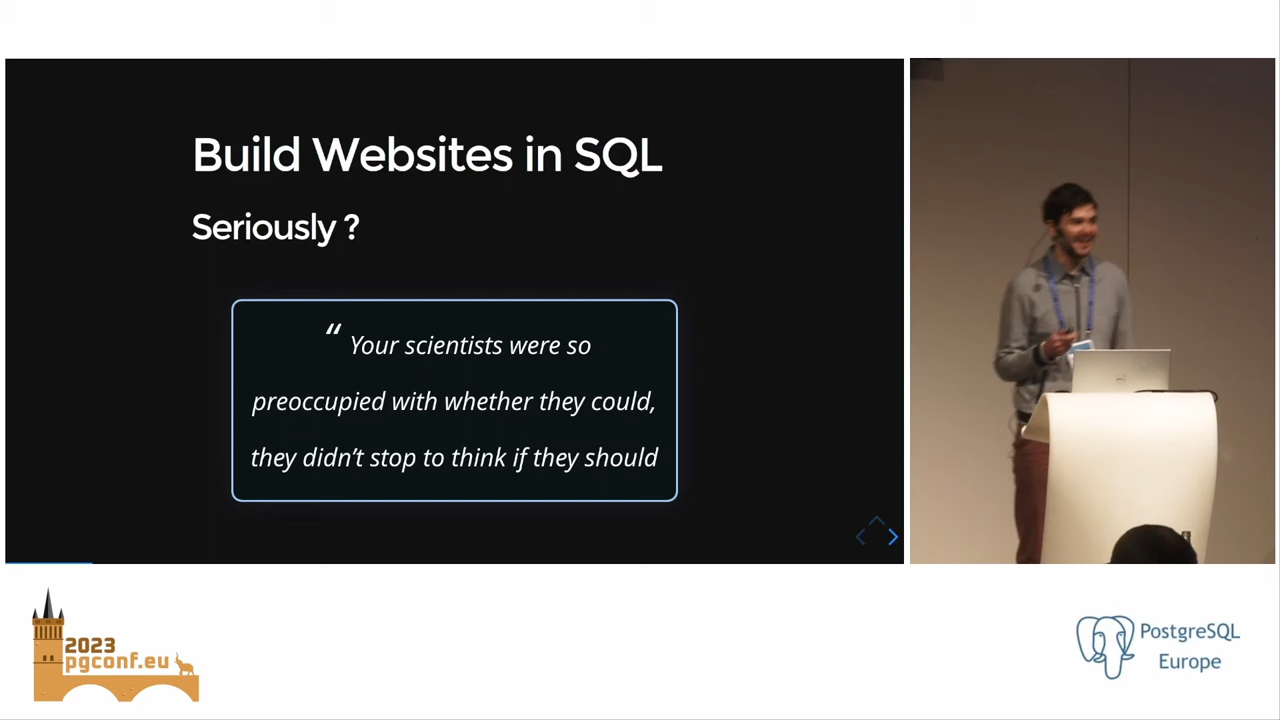 Build Websites in SQL
Seriously ?
“ Your scientists were so
preoccupied with whether they could,
they didn’t stop to think if they should
2023
pgconf.eu
PostgreSQL
Europe